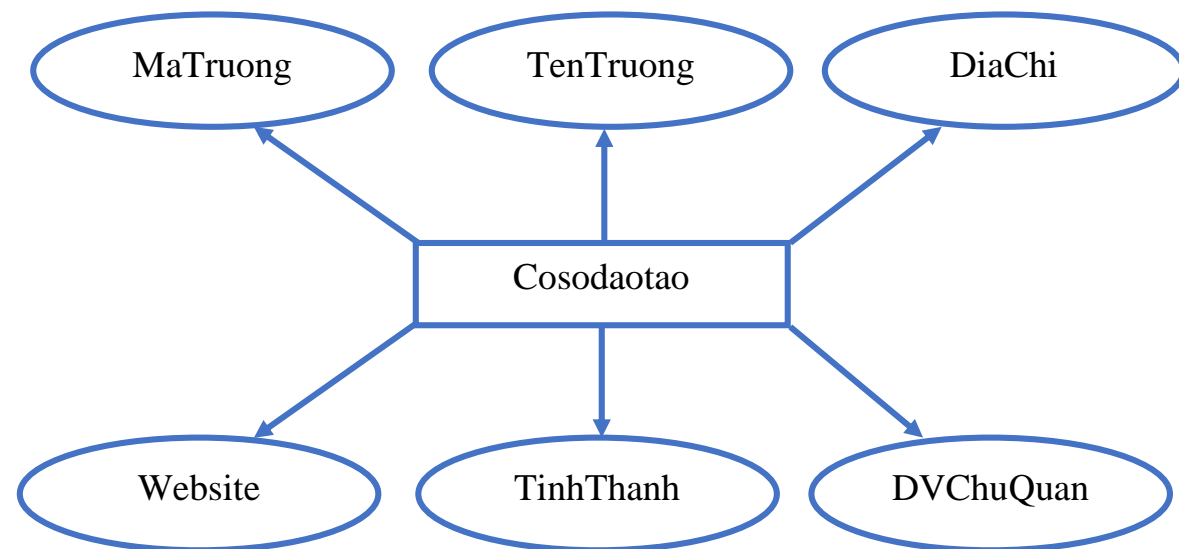 MaTruong
TenTruong
DiaChi
Cosodaotao
Website
TinhThanh
DVChuQuan